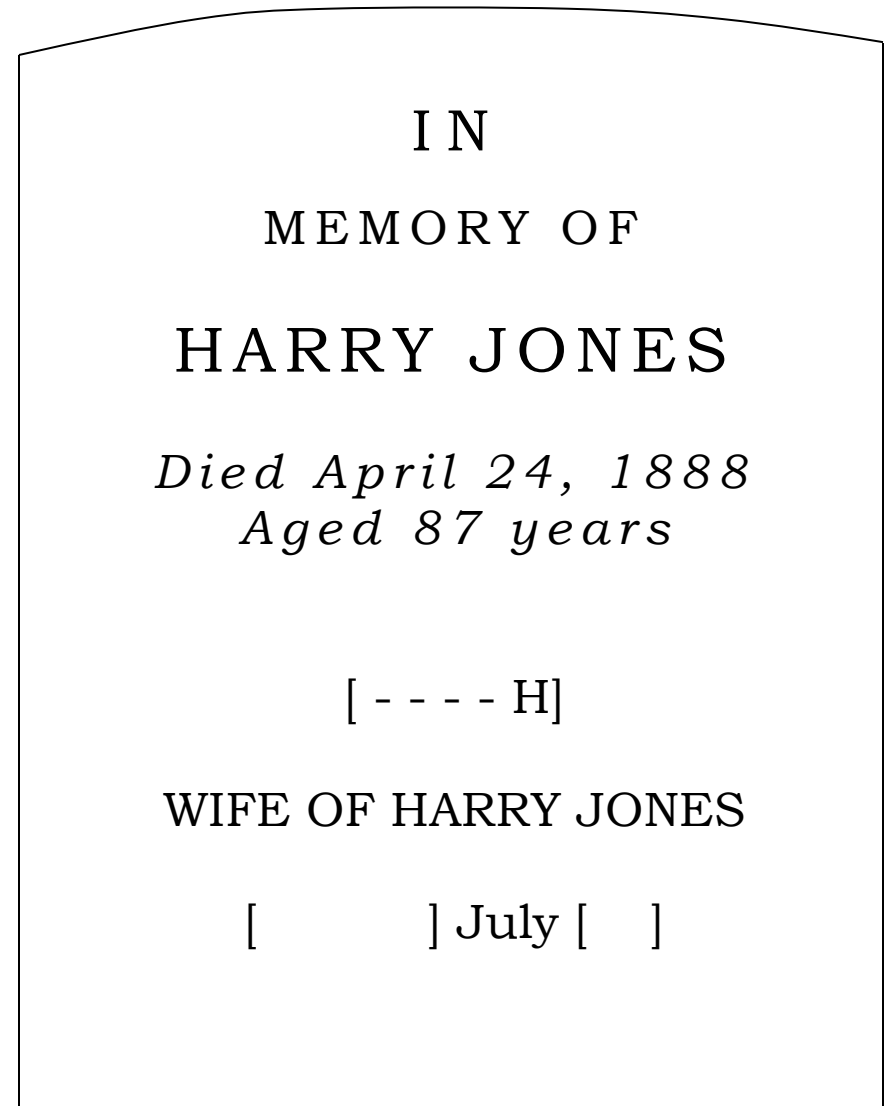 IN
MEMORY OF
HARRY JONES
Died April 24, 1888
Aged 87 years
[ - - - - H]
WIFE OF HARRY JONES
[ ] July [ ]